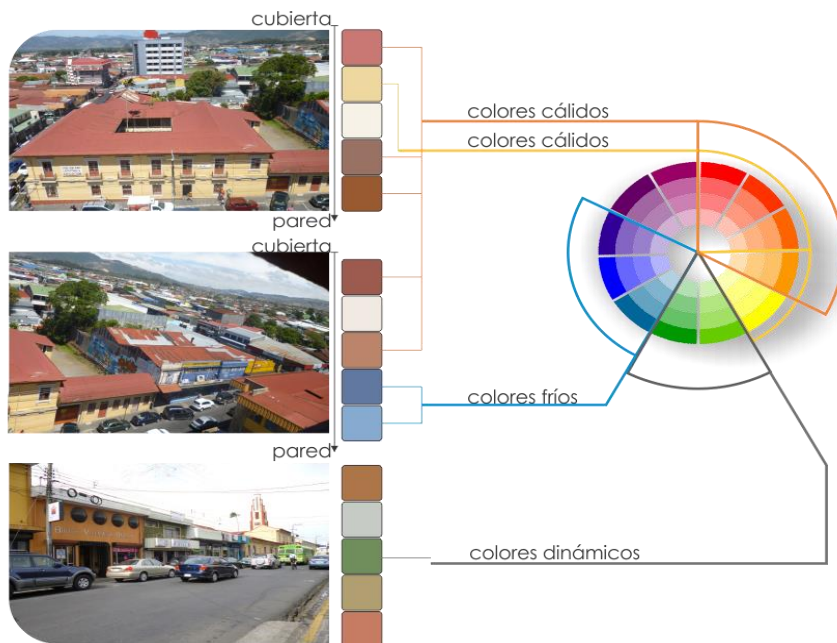 cubierta
colores cálidos
colores cálidos
pared
cubierta
colores fríos
pared
colores dinámicos